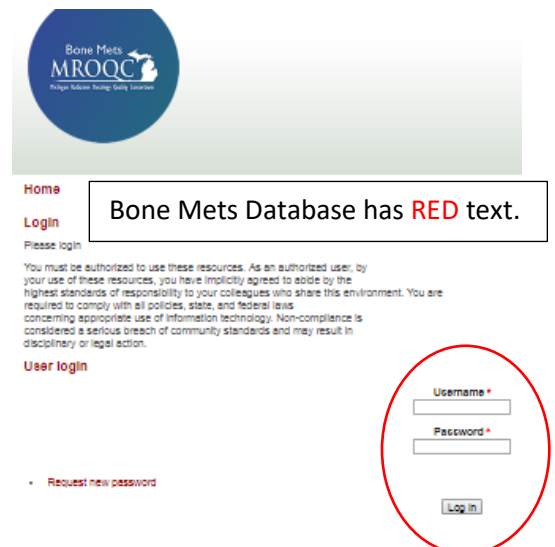 Bone Mets
MROQC
Michigan Radiation Oncology Quality Consortium
Home
Bone Mets Database has RED text.
Login
Please login
You must be authorized to use these resources. As an authorized user, by
your use of these resources, you have implicitly agreed to abide by the
highest standards of responsibility to your colleagues who share this environment. You are
required to comply with all policies, state, and federal laws
concerning appropriate use of information technology. Non-compliance is
considered a serious breach of community standards and may result in
disciplinary or legal action.
User login
Username *
Password *
Request new password
Log in